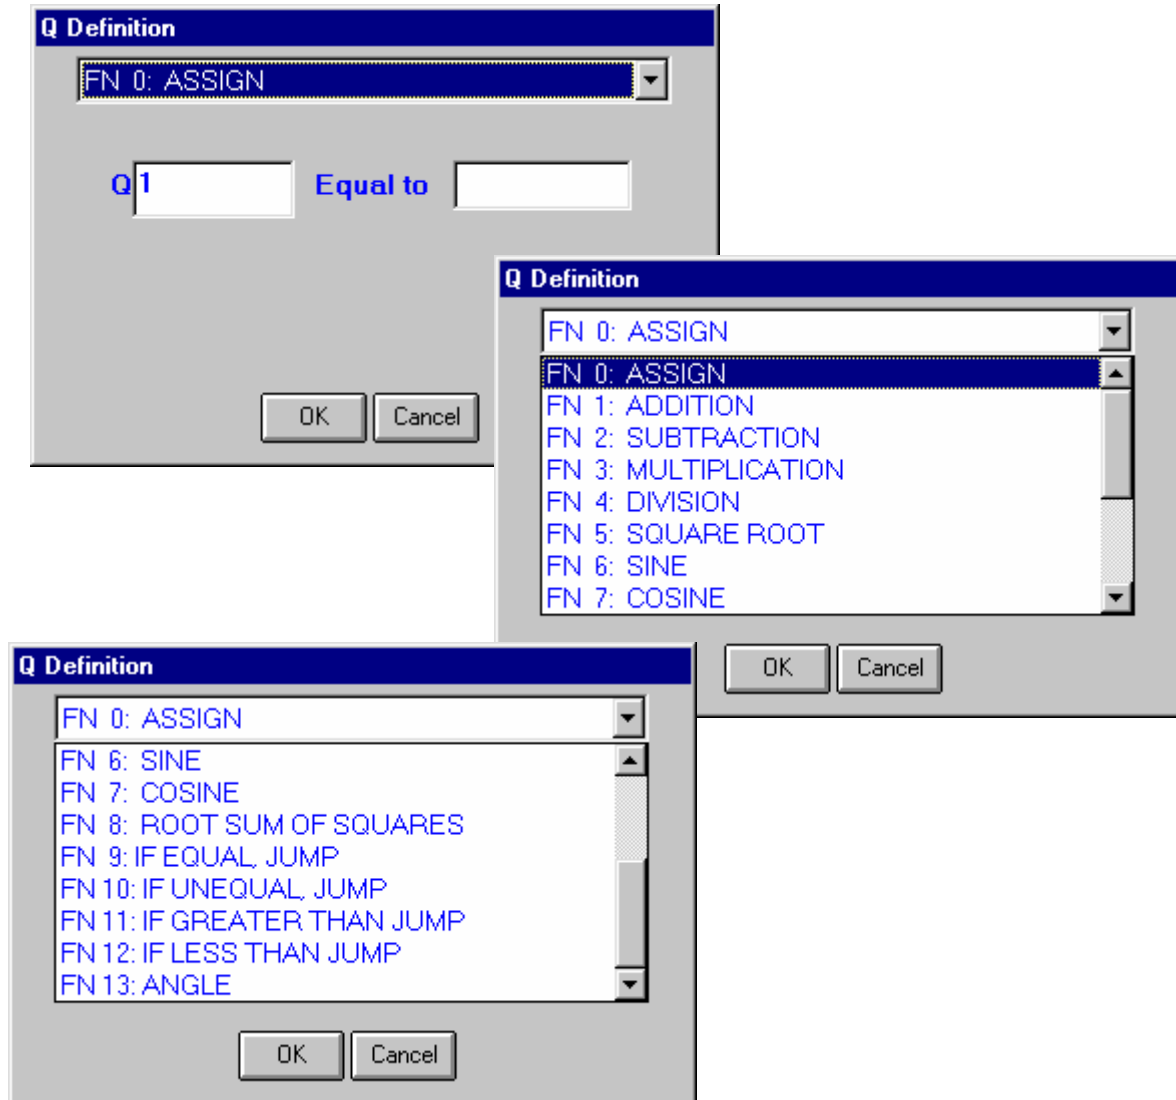 Q Definition
FN 0: ASSIGN
Q 1 Equal to
OK Cancel
Q Definition
FN 0: ASSIGN
FN 0: ASSIGN
FN 1: ADDITION
FN 2: SUBTRACTION
FN 3: MULTIPLICATION
FN 4: DIVISION
FN 5: SQUARE ROOT
FN 6: SINE
FN 7: COSINE
OK Cancel
Q Definition
FN 0: ASSIGN
FN 6: SINE
FN 7: COSINE
FN 8: ROOT SUM OF SQUARES
FN 9: IF EQUAL, JUMP
FN 10: IF UNEQUAL, JUMP
FN 11: IF GREATER THAN JUMP
FN 12: IF LESS THAN JUMP
FN 13: ANGLE
OK Cancel